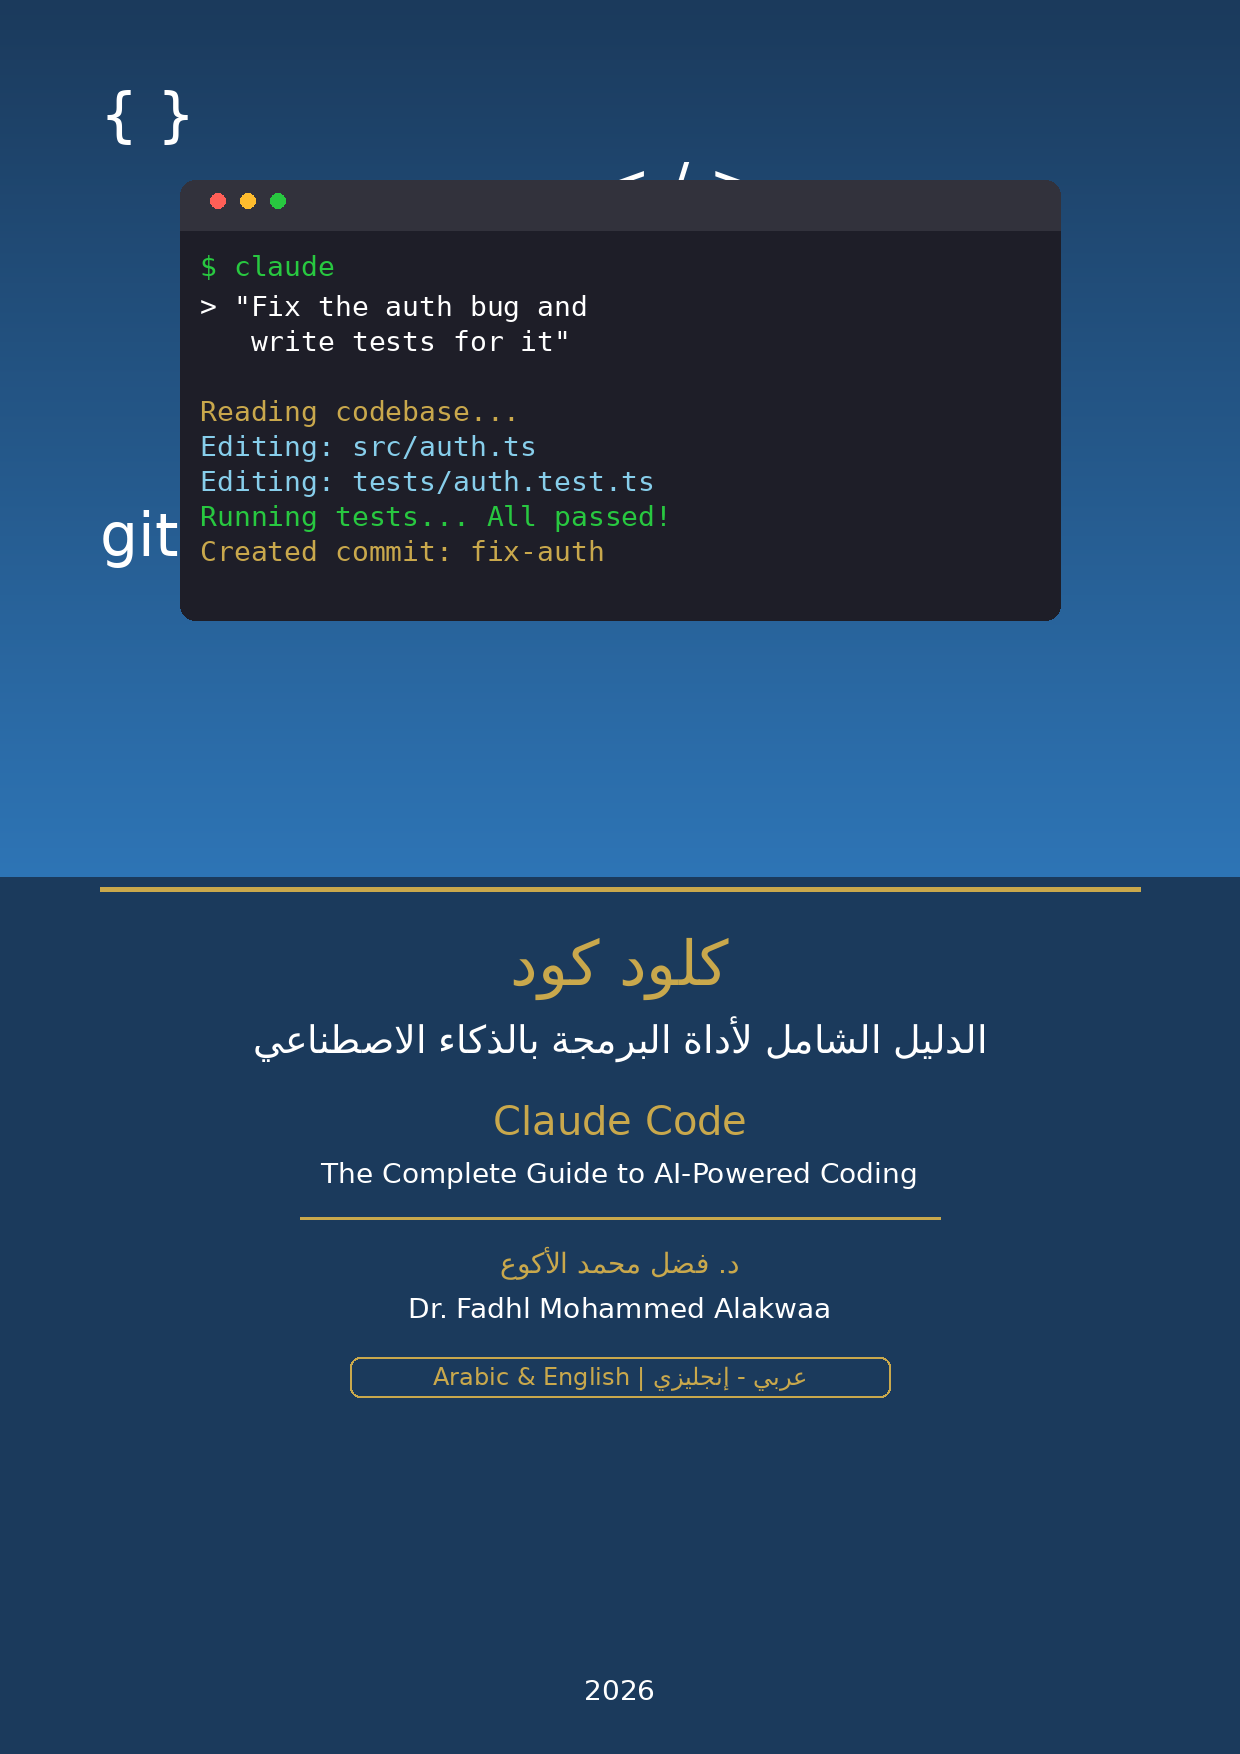 { }
< / >
$ claude
> "Fix the auth bug and
write tests for it"
Reading codebase...
Editing: src/auth.ts
Editing: tests/auth.test.ts
Running tests... All passed!
git
Created commit: fix-auth
كلود كود
الدليل الشامل لأداة البرمجة بالذكاء الاصطناعي
Claude Code
The Complete Guide to AI-Powered Coding
د. فضل محمد الأكوع
Dr. Fadhl Mohammed Alakwaa
Arabic & English | عربي - إنجليزي
2026